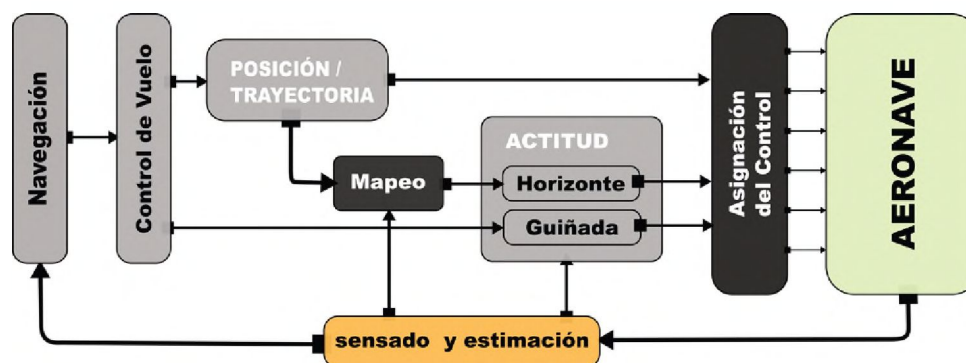 Navegación
Control de Vuelo
POSICIÓN /
TRAYECTORIA
Mapeo
ACTITUD
Horizonte
Guiñada
Asignación
del Control
AERONAVE
sensado y estimación